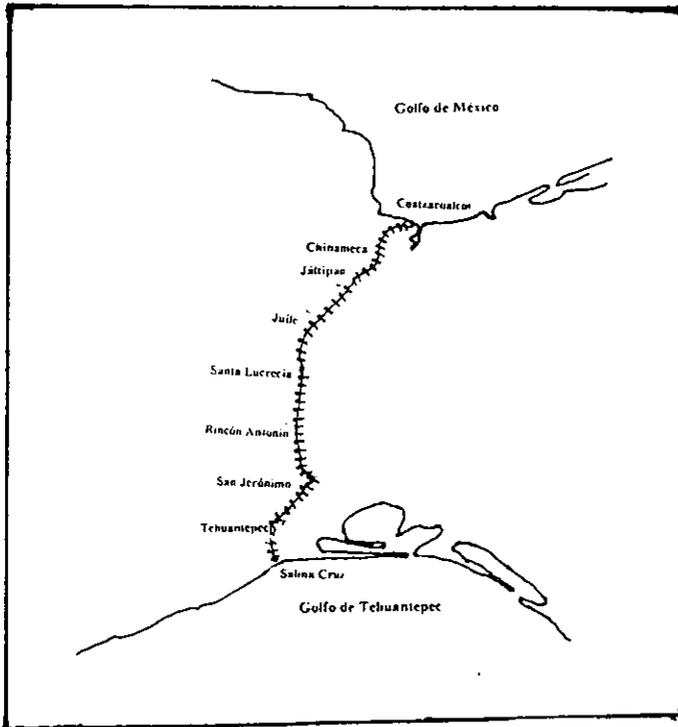 Golfo de México
Coatzacoalcos
Chinameca
Jáltipan
Juile
Santa Lucrecia
Rincón Antonio
San Jerónimo
Tehuantepec
Salina Cruz
Golfo de Tehuantepec